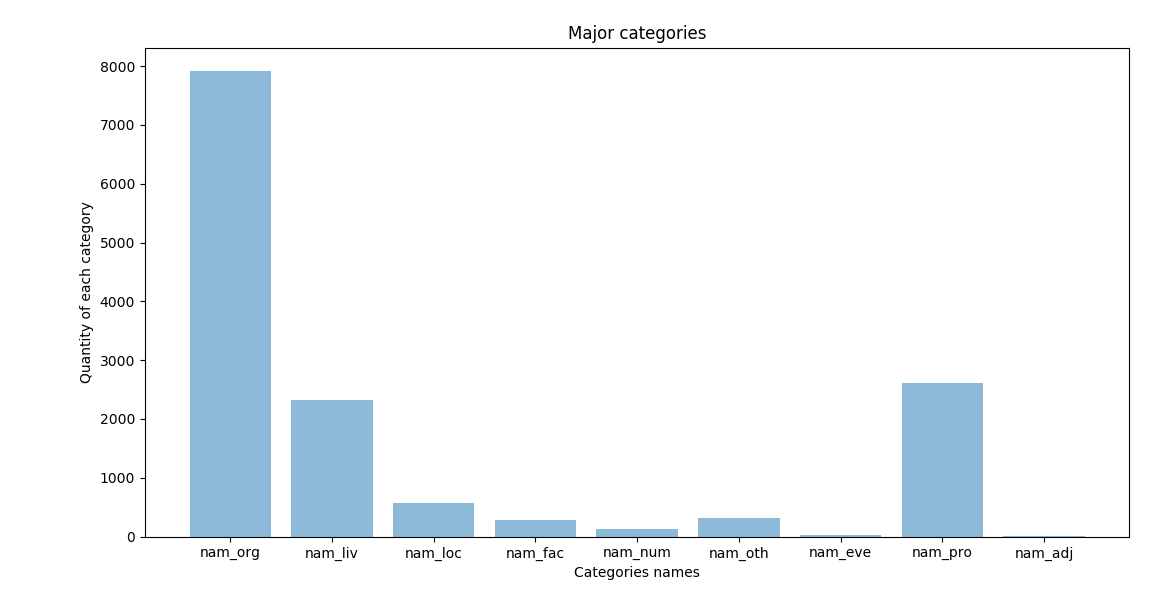 Major categories
Quantity of each category
8000
7000
6000
5000
4000
3000
2000
1000
0
nam_org nam_liv nam_loc nam_fac nam_num nam_oth nam_eve nam_pro nam_adj
Categories names